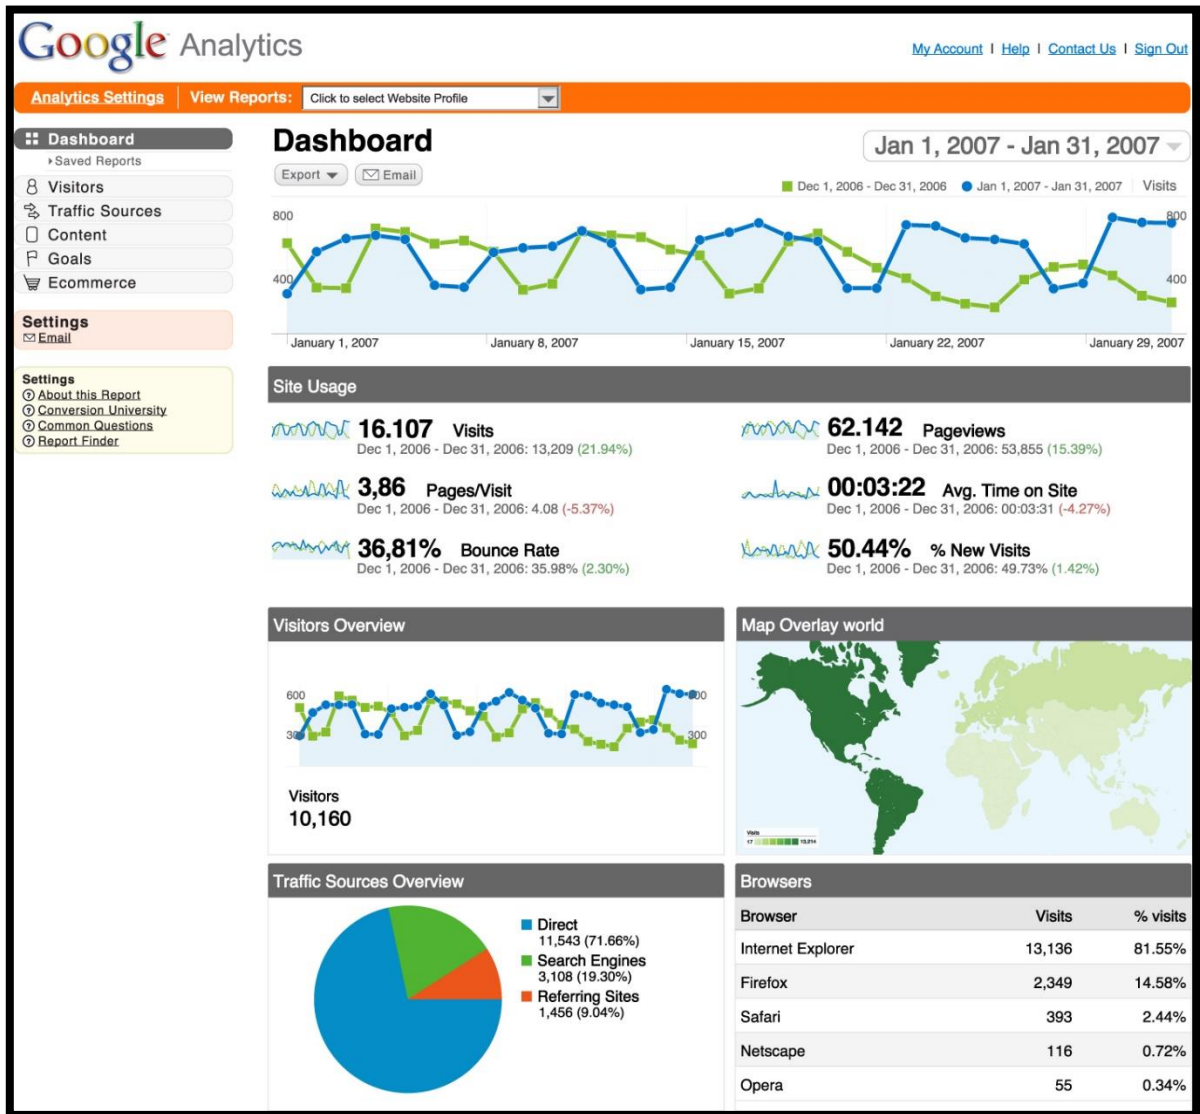 Google Analytics
My Account | Help | Contact Us | Sign Out
Analytics Settings View Reports: Click to select Website Profile
Dashboard
Saved Reports
Visitors
Traffic Sources
Content
Goals
Ecommerce
Settings
Email
Settings
About this Report
Conversion University
Common Questions
Report Finder
Dashboard
Jan 1, 2007 - Jan 31, 2007
Export Email
Dec 1, 2006 - Dec 31, 2006 Jan 1, 2007 - Jan 31, 2007 Visits
800 800
400 400
January 1, 2007 January 8, 2007 January 15, 2007 January 22, 2007 January 29, 2007
Site Usage
16.107 Visits
Dec 1, 2006 - Dec 31, 2006: 13,209 (21.94%)
62.142 Pageviews
Dec 1, 2006 - Dec 31, 2006: 53,855 (15.39%)
3,86 Pages/Visit
Dec 1, 2006 - Dec 31, 2006: 4.08 (-5.37%)
00:03:22 Avg. Time on Site
Dec 1, 2006 - Dec 31, 2006: 00:03:31 (-4.27%)
36,81% Bounce Rate
Dec 1, 2006 - Dec 31, 2006: 35.98% (2.30%)
50.44% % New Visits
Dec 1, 2006 - Dec 31, 2006: 49.73% (1.42%)
Visitors Overview
600 600
300 300
Visitors
10,160
Map Overlay world
Visits
17 13,214
Traffic Sources Overview
Direct
11,543 (71.66%)
Search Engines
3,108 (19.30%)
Referring Sites
1,456 (9.04%)
Browsers
Browser Visits % visits
Internet Explorer 13,136 81.55%
Firefox 2,349 14.58%
Safari 393 2.44%
Netscape 116 0.72%
Opera 55 0.34%